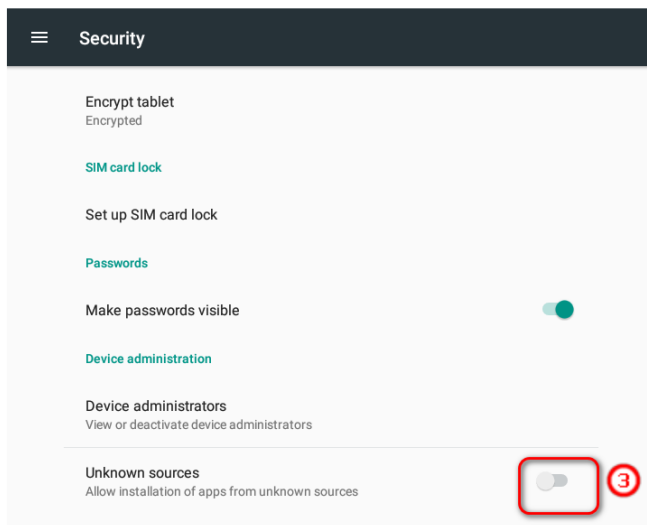 Security
Encrypt tablet
Encrypted
SIM card lock
Set up SIM card lock
Passwords
Make passwords visible
Device administration
Device administrators
View or deactivate device administrators
Unknown sources
Allow installation of apps from unknown sources
3